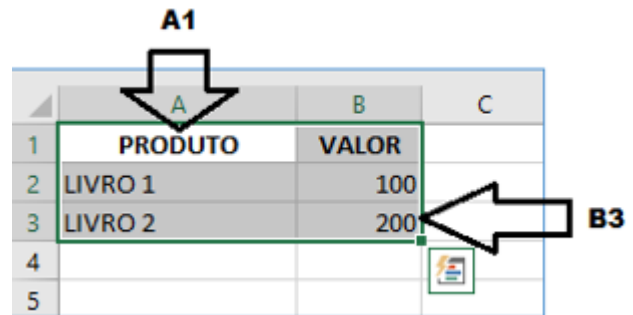 A1
A B C
1 PRODUTO VALOR
2 LIVRO 1 100
3 LIVRO 2 200
B3
4
5